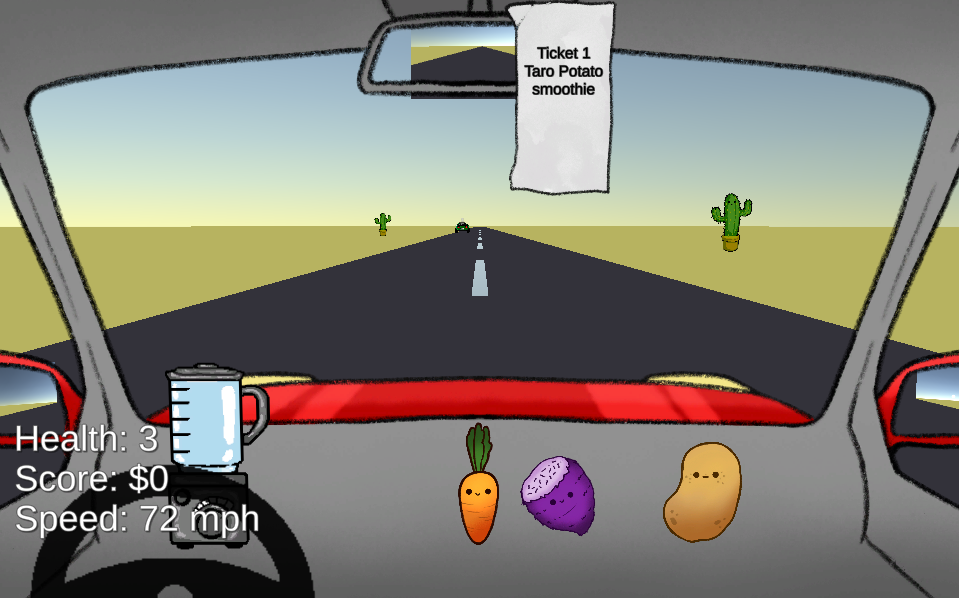 Ticket 1
Taro Potato
smoothie
Health: 3
Score: $0
Speed: 72 mph